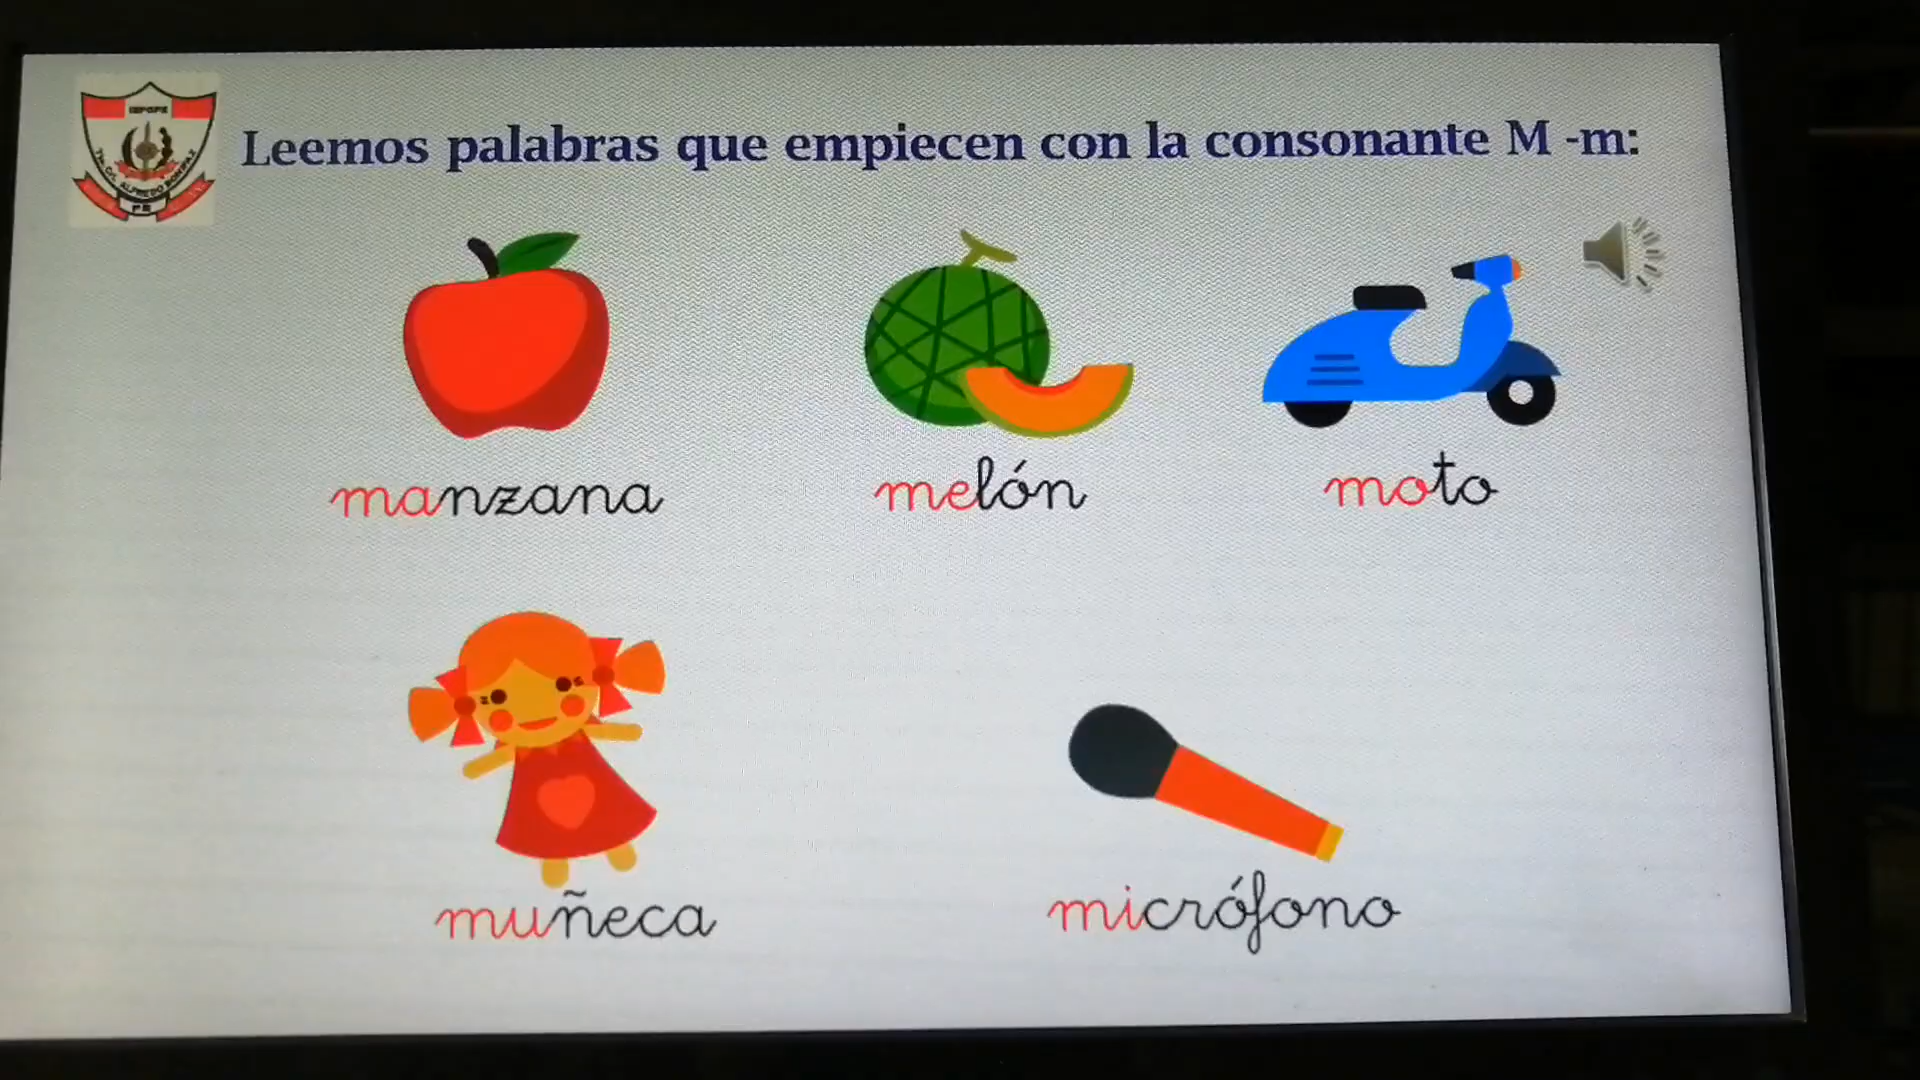 Leemos palabras que empiecen con la consonante M -m:
manzana
melón
moto
muñeca
micrófono